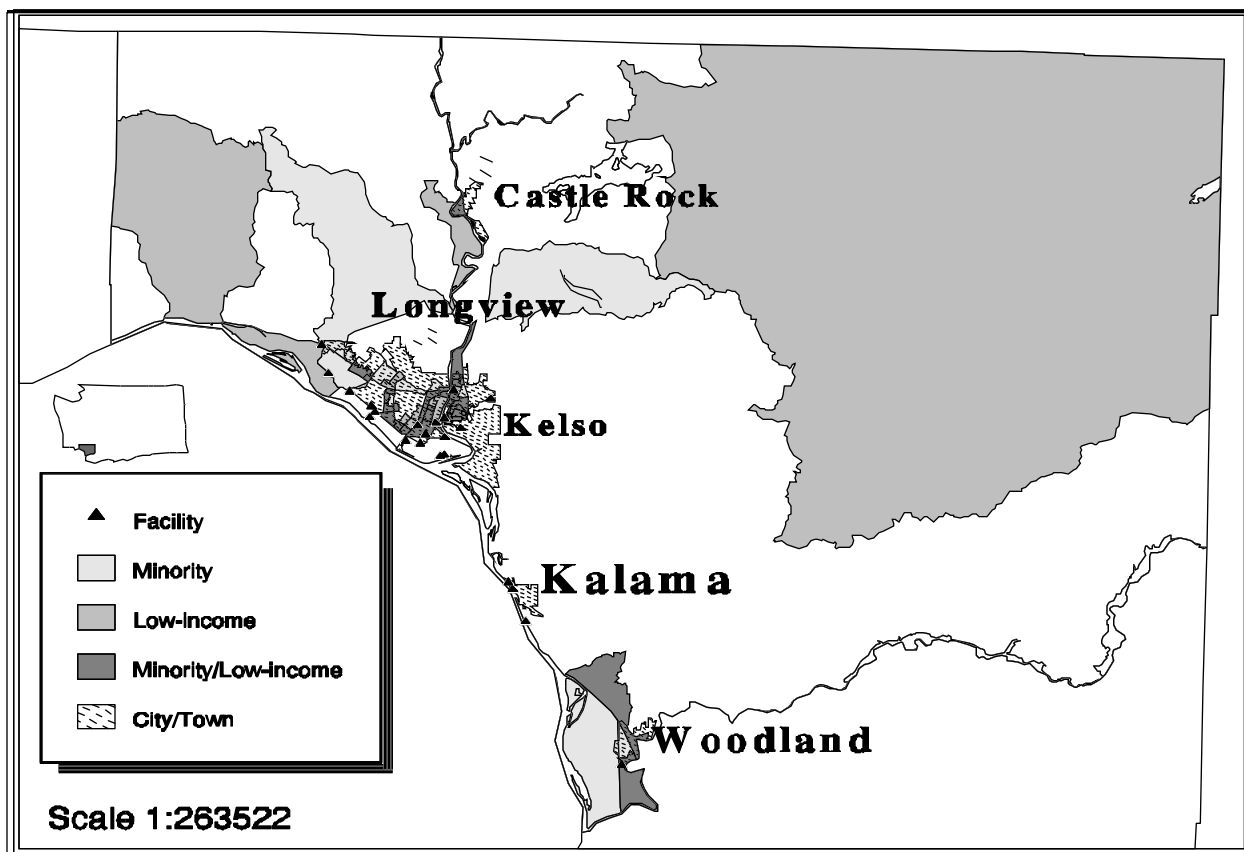 Castle Rock
Longview
Kelso
Kalama
Woodland
Facility
Minority
Low-Income
Minority/Low-Income
City/Town
Scale 1:263522